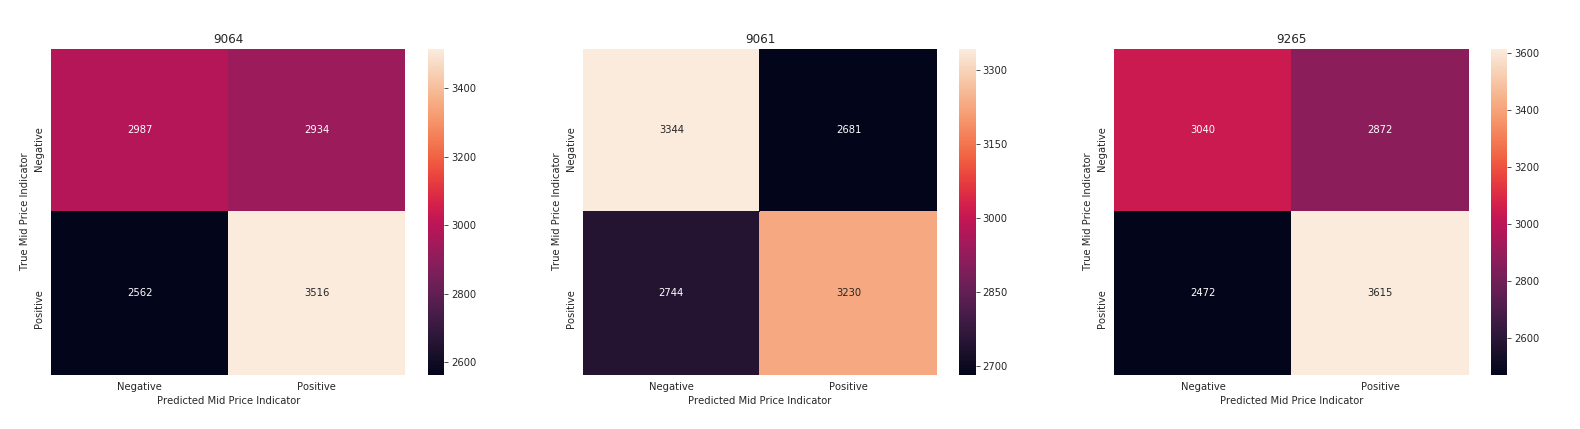 9064
2987
2934
2562
3516
Negative
Positive
Negative
Positive
Predicted Mid Price Indicator
True Mid Price Indicator
3400
3200
3000
2800
2600
9061
3344
2681
2744
3230
Negative
Positive
Negative
Positive
Predicted Mid Price Indicator
True Mid Price Indicator
3300
3150
3000
2850
2700
9265
3040
2872
2472
3615
Negative
Positive
Negative
Positive
Predicted Mid Price Indicator
True Mid Price Indicator
3600
3400
3200
3000
2800
2600